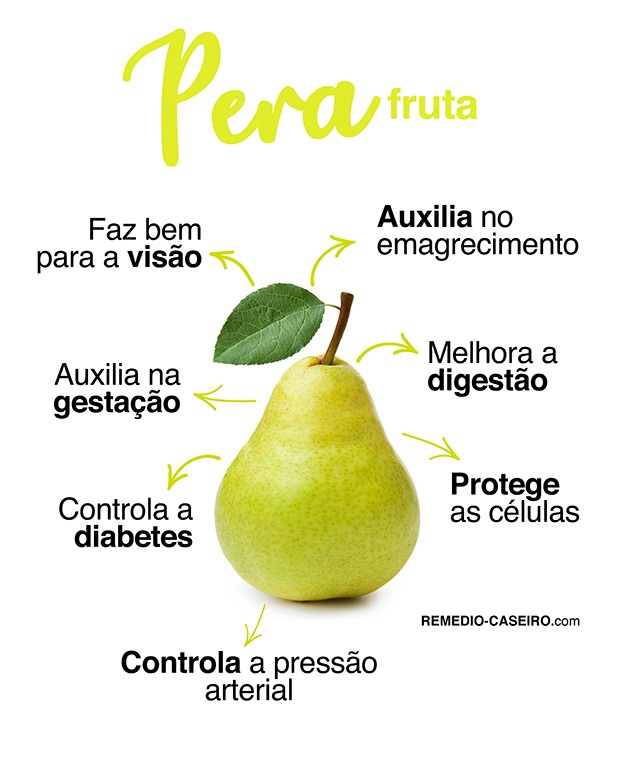 Pera fruta
Faz bem
para a visão
Auxilia no
emagrecimento
Melhora a
digestão
Auxilia na
gestação
Protege
as células
Controla a
diabetes
REMEDIO-CASEIRO.com
Controla a pressão
arterial